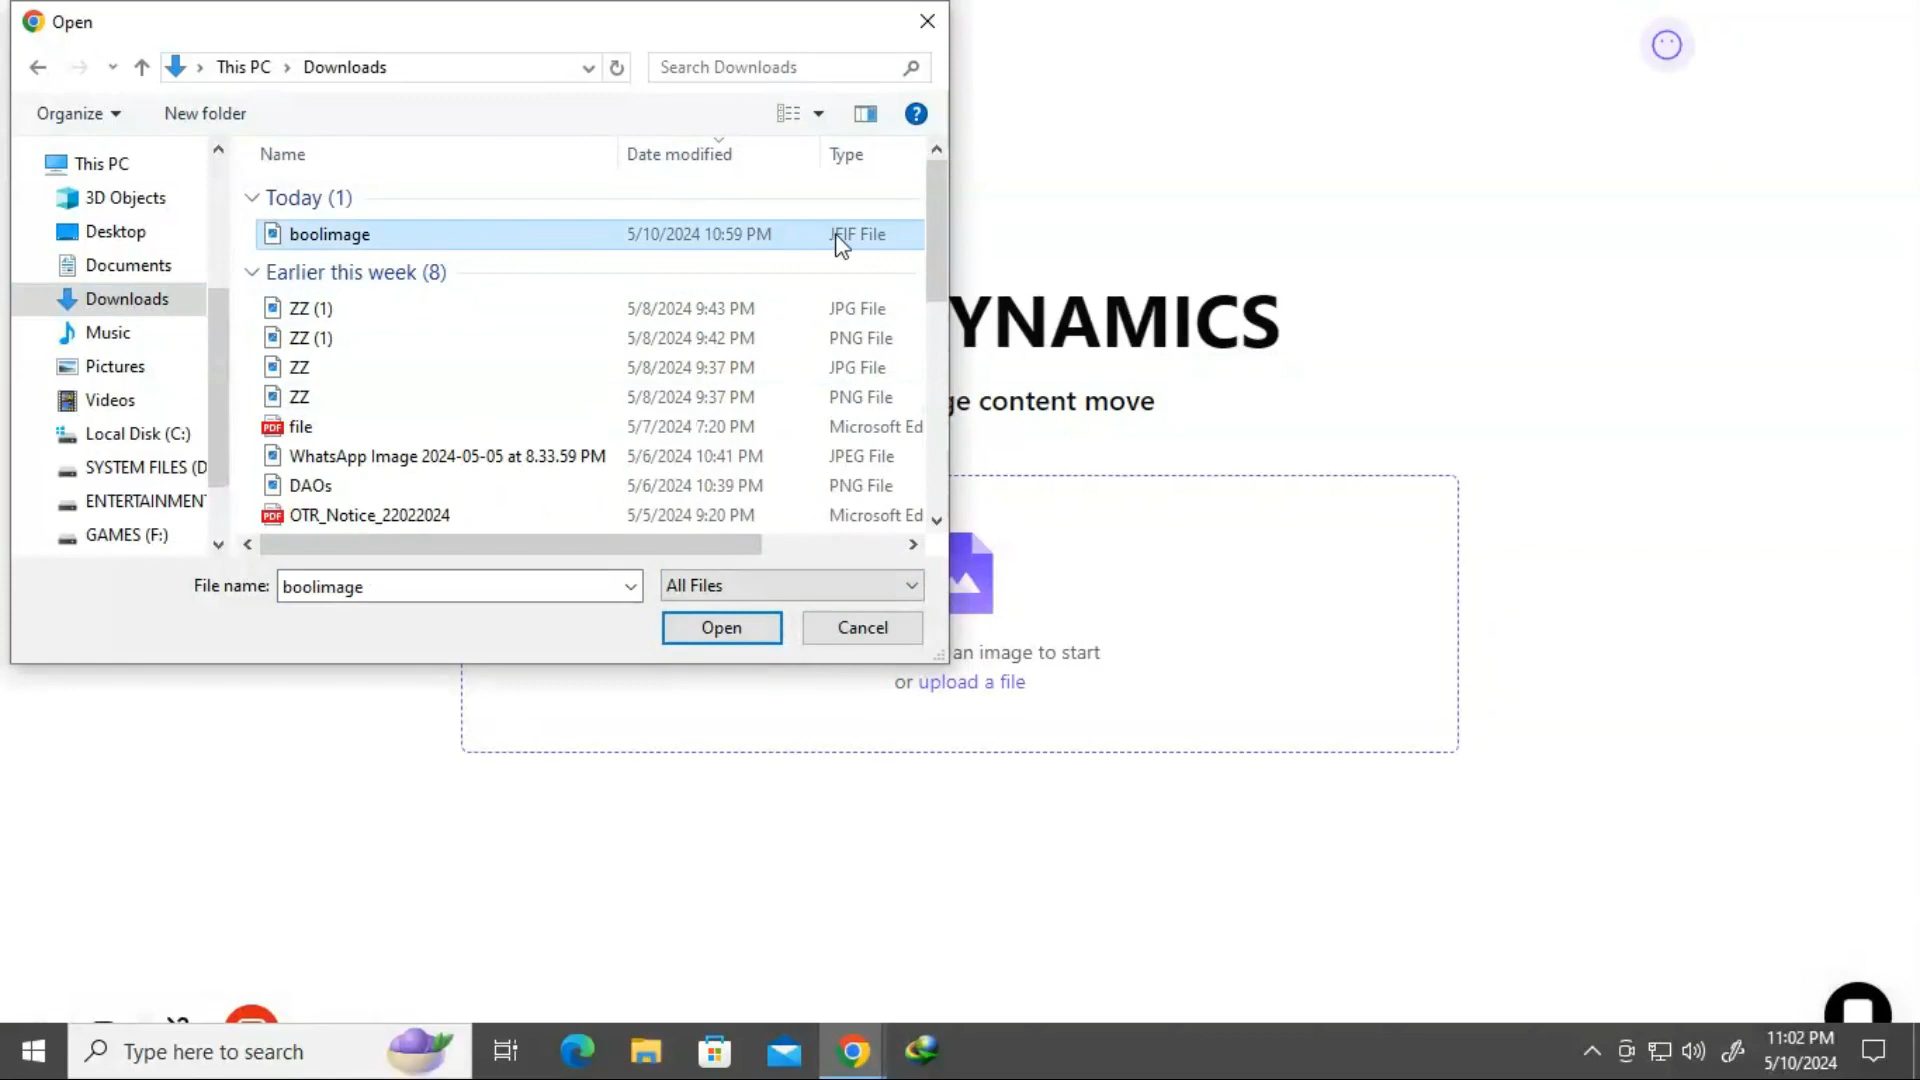 Open
This PC > Downloads
Search Downloads
Organize
New folder
Name
Date modified
Type
This PC
3D Objects
Desktop
Documents
Downloads
Music
Pictures
Videos
Local Disk (C:)
SYSTEM FILES (D
ENTERTAINMENT
GAMES (F:)
Today (1)
boolimage 5/10/2024 10:59 PM JFIF File
Earlier this week (8)
ZZ (1) 5/8/2024 9:43 PM JPG File
ZZ (1) 5/8/2024 9:42 PM PNG File
ZZ 5/8/2024 9:37 PM JPG File
ZZ 5/8/2024 9:37 PM PNG File
PDF file 5/7/2024 7:20 PM Microsoft Ed
WhatsApp Image 2024-05-05 at 8.33.59 PM 5/6/2024 10:41 PM JPEG File
DAOs 5/6/2024 10:39 PM PNG File
PDF OTR_Notice_22022024 5/5/2024 9:20 PM Microsoft Ed
File name: boolimage
All Files
Open
Cancel
YNAMICS
ge content move
an image to start
or upload a file
Type here to search
11:02 PM
5/10/2024